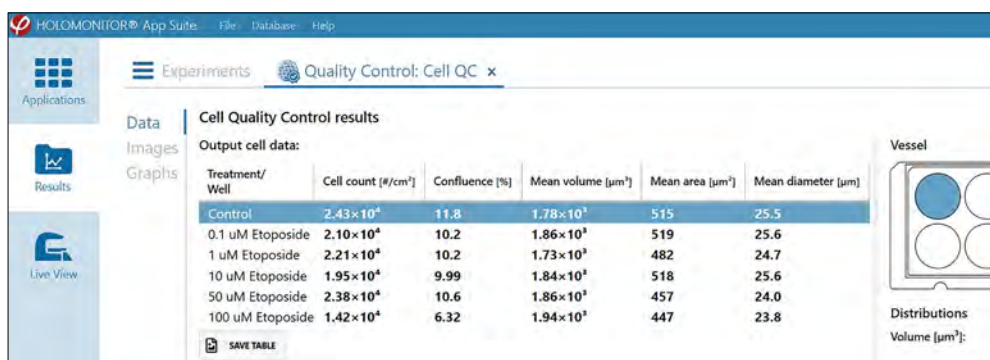 HOLOMONITOR® App Suite File Database Help
Experiments Quality Control: Cell QC ×
Applications
Results
Live View
Data
Images
Graphs
Cell Quality Control results
Output cell data:
Treatment/ Well Cell count [#/cm²] Confluence [%] Mean volume [µm³] Mean area [µm²] Mean diameter [µm]
Control 2.43×10⁴ 11.8 1.78×10³ 515 25.5
0.1 uM Etoposide 2.10×10⁴ 10.2 1.86×10³ 519 25.6
1 uM Etoposide 2.21×10⁴ 10.2 1.73×10³ 482 24.7
10 uM Etoposide 1.95×10⁴ 9.99 1.84×10³ 518 25.6
50 uM Etoposide 2.38×10⁴ 10.6 1.86×10³ 457 24.0
100 uM Etoposide 1.42×10⁴ 6.32 1.94×10³ 447 23.8
SAVE TABLE
Vessel
Distributions
Volume [µm³]: